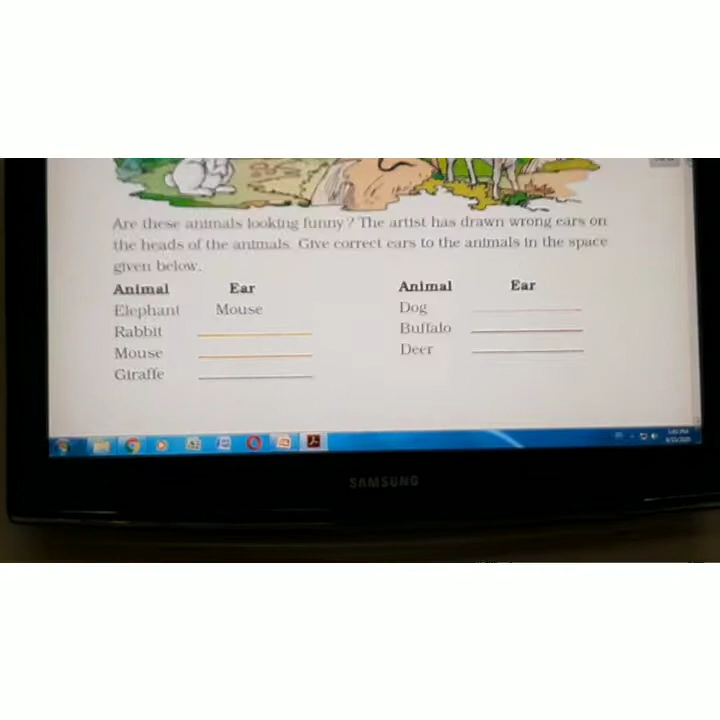 Are these animals looking funny? The artist has drawn wrong ears on
the heads of the animals. Give correct ears to the animals in the space
given below.
Animal Ear Animal Ear
Elephant Mouse Dog
Rabbit Buffalo
Mouse Deer
Giraffe
SAMSUNG